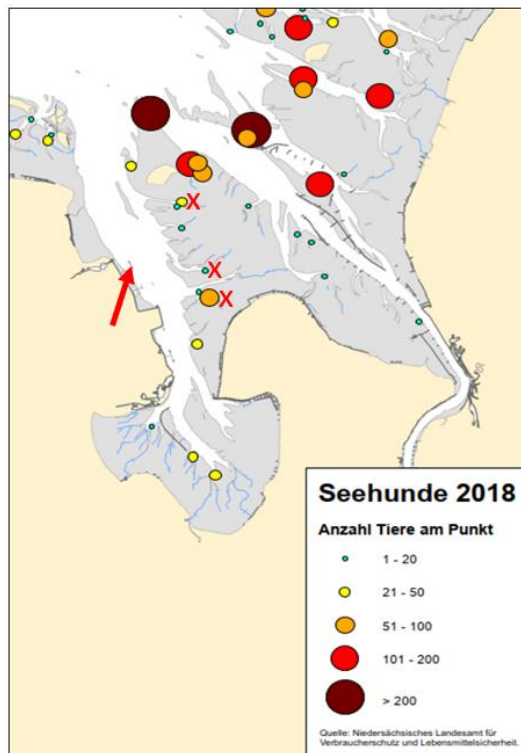 X
X
X
Seehunde 2018
Anzahl Tiere am Punkt
1 - 20
21 - 50
51 - 100
101 - 200
> 200
Quelle: Niedersächsisches Landesamt für
Verbraucherschutz und Lebensmittelsicherheit.